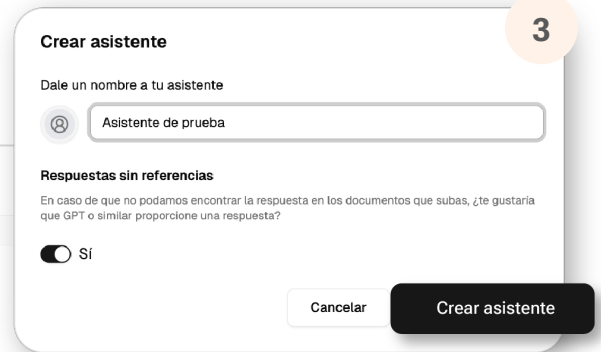 3
Crear asistente
Dale un nombre a tu asistente
Asistente de prueba
Respuestas sin referencias
En caso de que no podamos encontrar la respuesta en los documentos que subas, ¿te gustaría
que GPT o similar proporcione una respuesta?
Sí
Cancelar
Crear asistente